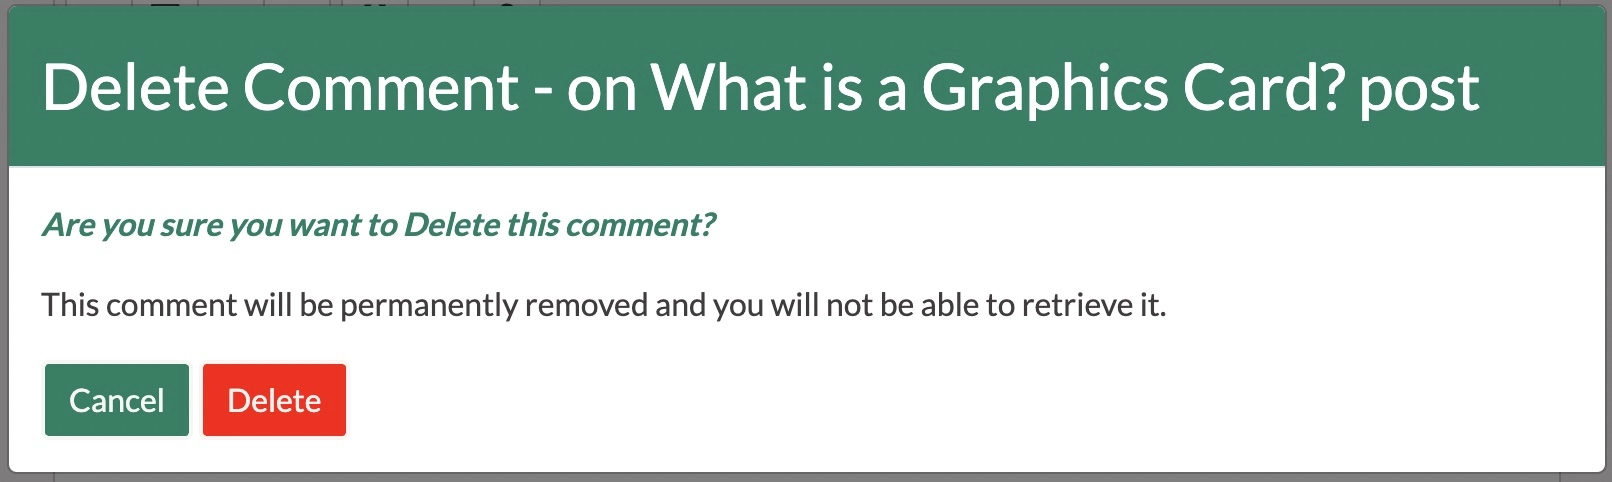 Delete Comment - on What is a Graphics Card? post
Are you sure you want to Delete this comment?
This comment will be permanently removed and you will not be able to retrieve it.
Cancel Delete